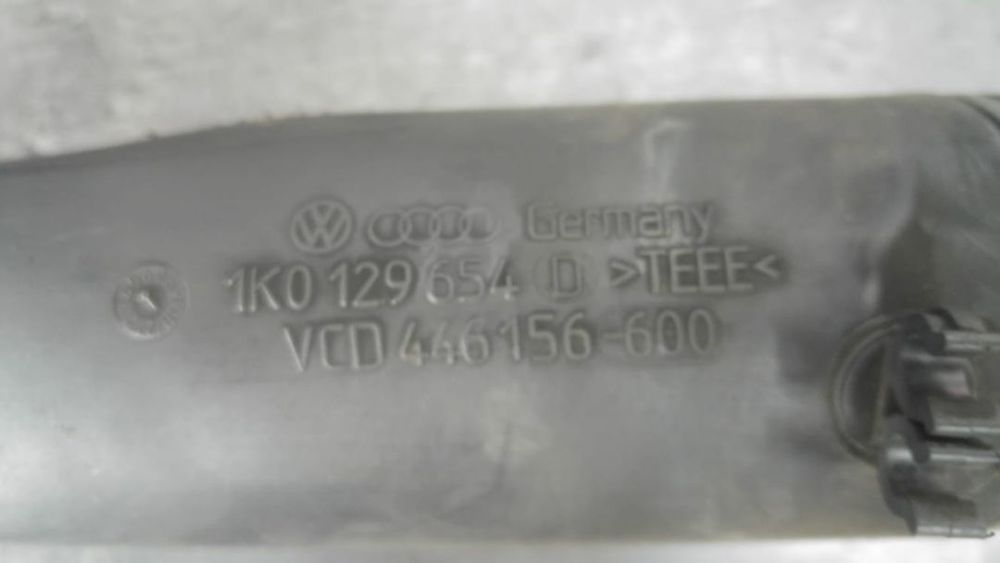 Germany
1K0 129 654 D >TEEE<
VCD 446156-600